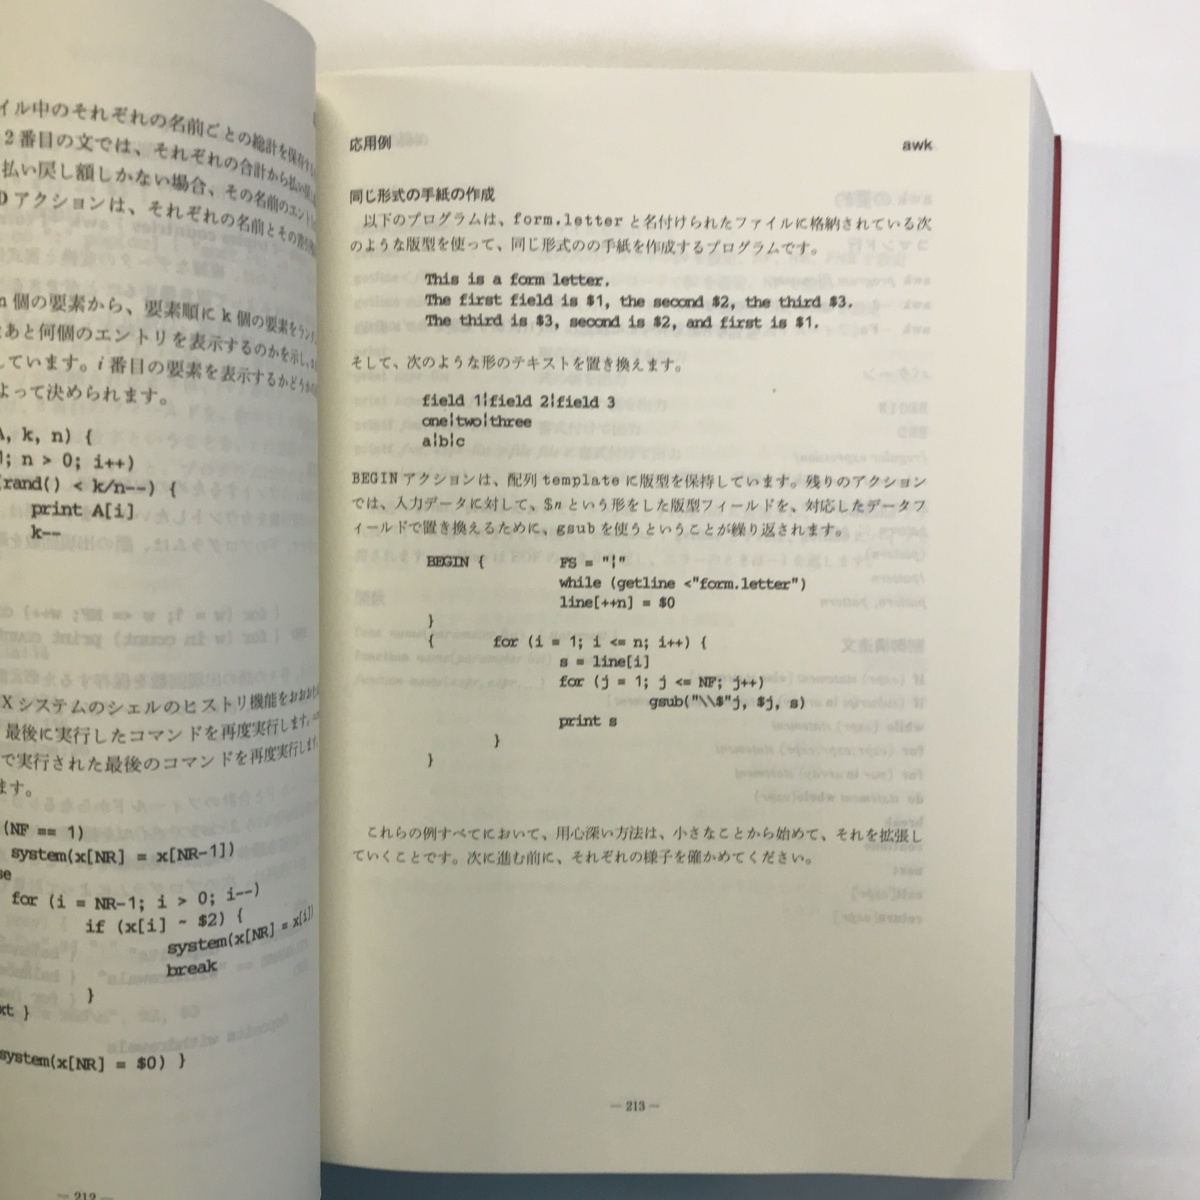 イル中のそれぞれの名前ごとの総計を保存する
2番目の文では、それぞれの合計から払い戻し
払い戻し額しかない場合、その名前のエント
Dアクションは、それぞれの名前とその
n個の要素から、要素順にk個の要素をラン
あと何個のエントリを表示するのかを示し、
しています。i番目の要素を表示するかどうか
よって決められます。
A, k, n) {
1; n > 0; i++)
(rand() < k/n--) {
print A[i]
k--
Xシステムのシェルのヒストリ機能を
最後に実行したコマンドを再度実行します。
で実行された最後のコマンドを再度実行します
ます。
(NF == 1)
system(x[NR] = x[NR-1])
se
for (i = NR-1; i > 0; i--)
if (x[i] ~ $2) {
system(x[NR] = x[i])
break
}
xt }
system(x[NR] = $0) }
— 212 —
応用例 awk
同じ形式の手紙の作成
以下のプログラムは、form.letter と名付けられたファイルに格納されている次
のような版型を使って、同じ形式のの手紙を作成するプログラムです。
This is a form letter.
The first field is $1, the second $2, the third $3.
The third is $3, second is $2, and first is $1.
そして、次のような形のテキストを置き換えます。
field 1¦field 2¦field 3
one¦two¦three
a¦b¦c
BEGIN アクションは、配列 template に版型を保持しています。残りのアクション
では、入力データに対して、$n という形をした版型フィールドを、対応したデータフ
ィールドで置き換えるために、gsub を使うということが繰り返されます。
BEGIN { FS = "¦"
while (getline <"form.letter")
line[++n] = $0
}
{ for (i = 1; i <= n; i++) {
s = line[i]
for (j = 1; j <= NF; j++)
gsub("\\$"j, $j, s)
print s
}
}
これらの例すべてにおいて、用心深い方法は、小さなことから始めて、それを拡張し
ていくことです。次に進む前に、それぞれの様子を確かめてください。
— 213 —